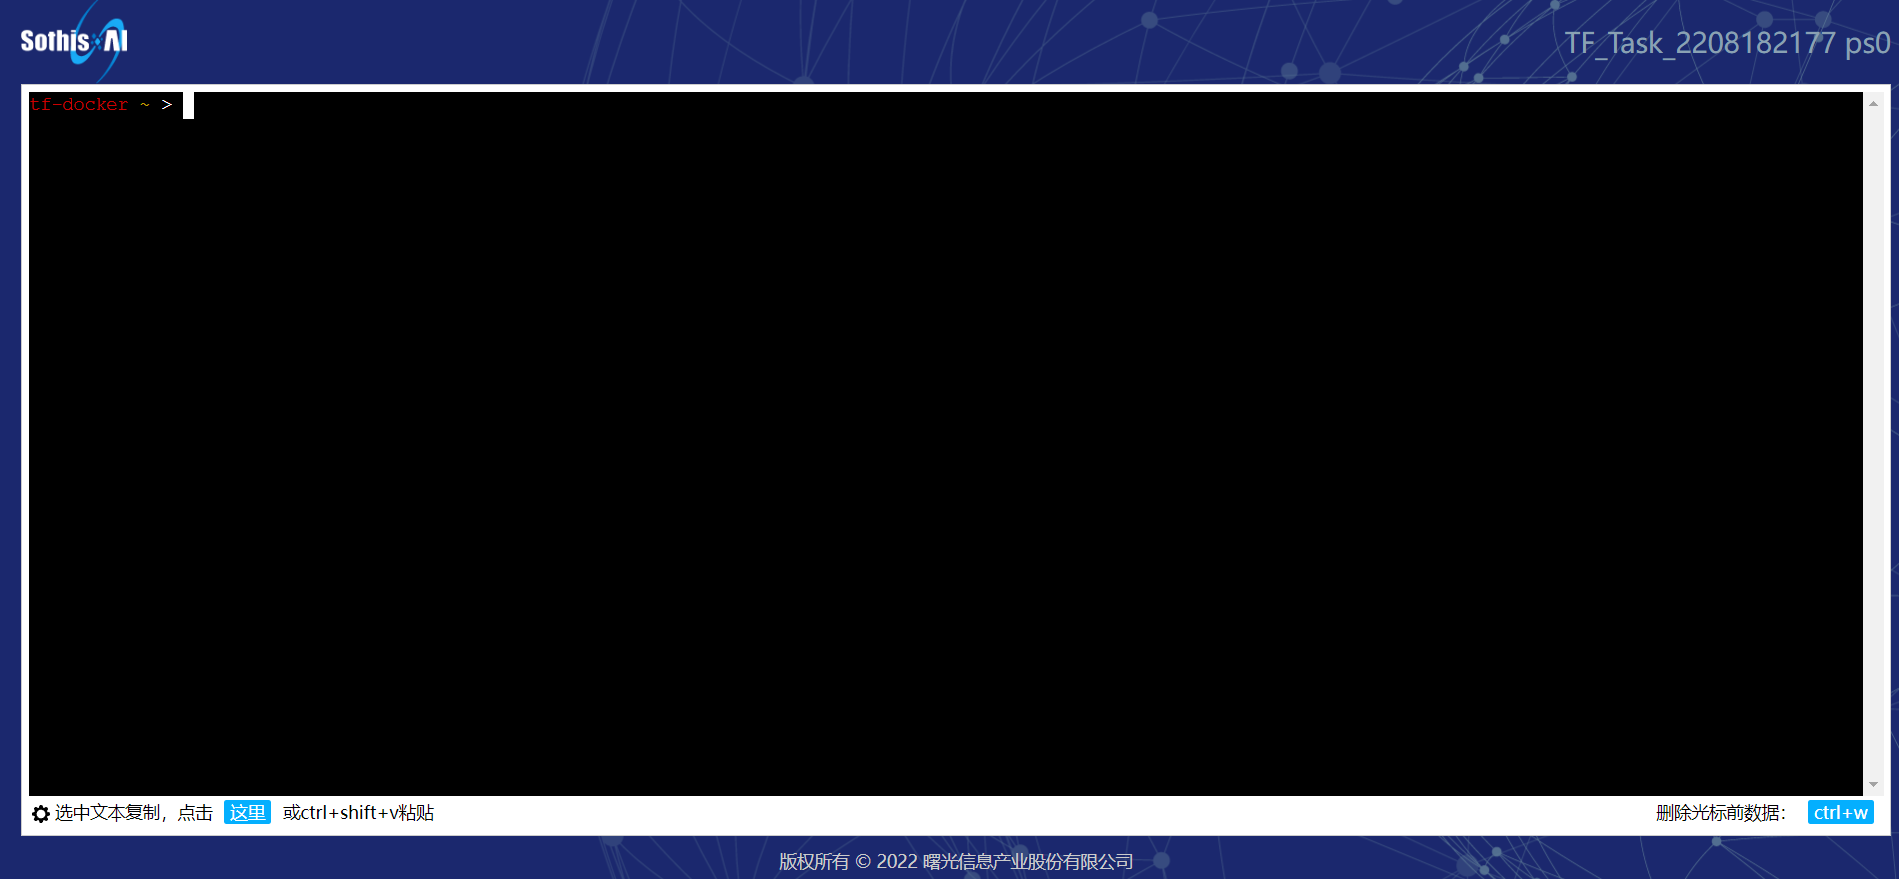 SothisAI
TF_Task_2208182177 ps0
tf-docker ~ >
选中文本复制，点击 这里 或ctrl+shift+v粘贴
删除光标前数据： ctrl+w
版权所有 © 2022 曙光信息产业股份有限公司